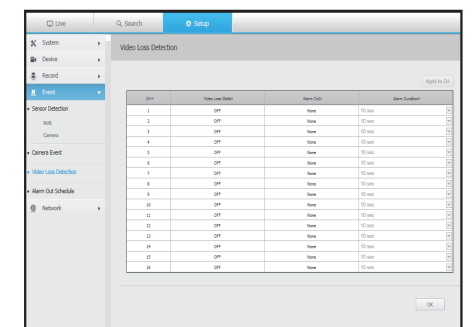 Live
Search
Setup
System
Device
Record
Event
Sensor Detection
NVR
Camera
Camera Event
Video Loss Detection
Alarm Out Schedule
Network
Video Loss Detection
Apply to CH
CH Video Loss State Alarm Out Alarm Duration
1 OFF None 10 sec
2 OFF None 10 sec
3 OFF None 10 sec
4 OFF None 10 sec
5 OFF None 10 sec
6 OFF None 10 sec
7 OFF None 10 sec
8 OFF None 10 sec
9 OFF None 10 sec
10 OFF None 10 sec
11 OFF None 10 sec
12 OFF None 10 sec
13 OFF None 10 sec
14 OFF None 10 sec
15 OFF None 10 sec
16 OFF None 10 sec
OK